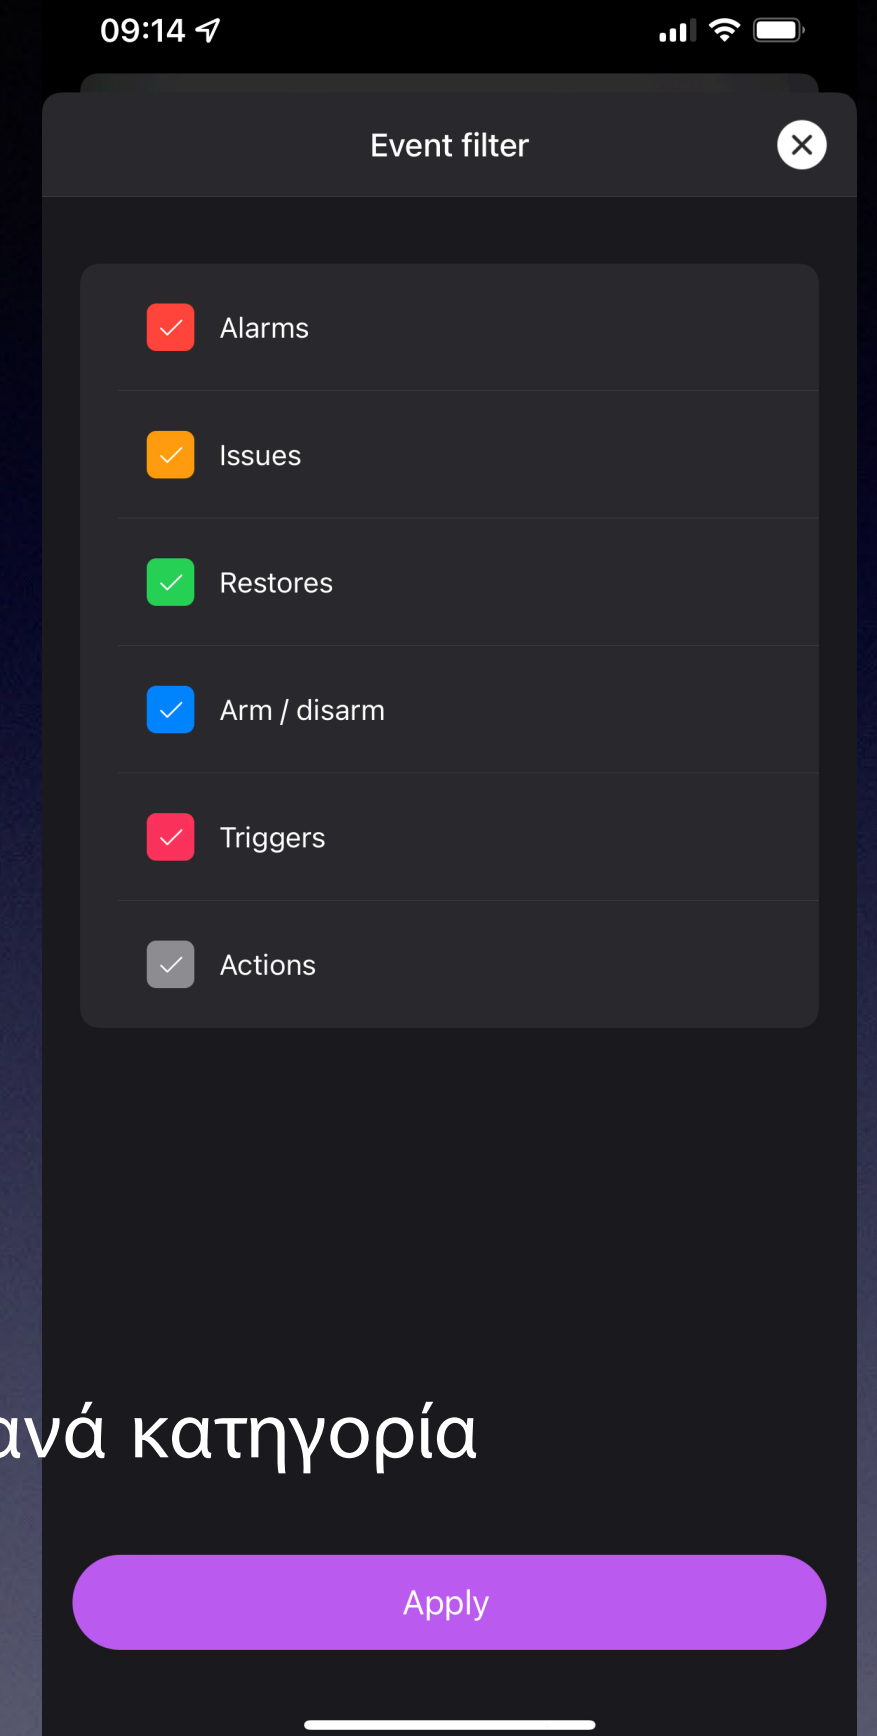 09:14
Event filter
Alarms
Issues
Restores
Arm / disarm
Triggers
Actions
ανά κατηγορία
Apply